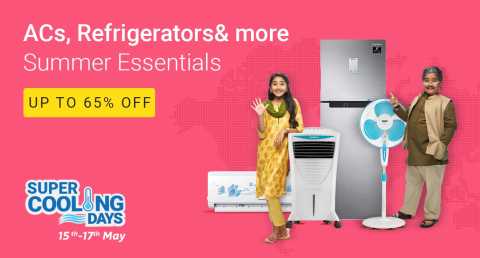 ACs, Refrigerators& more
Summer Essentials
UP TO 65% OFF
SUPER
COOLING
DAYS
15th-17th May